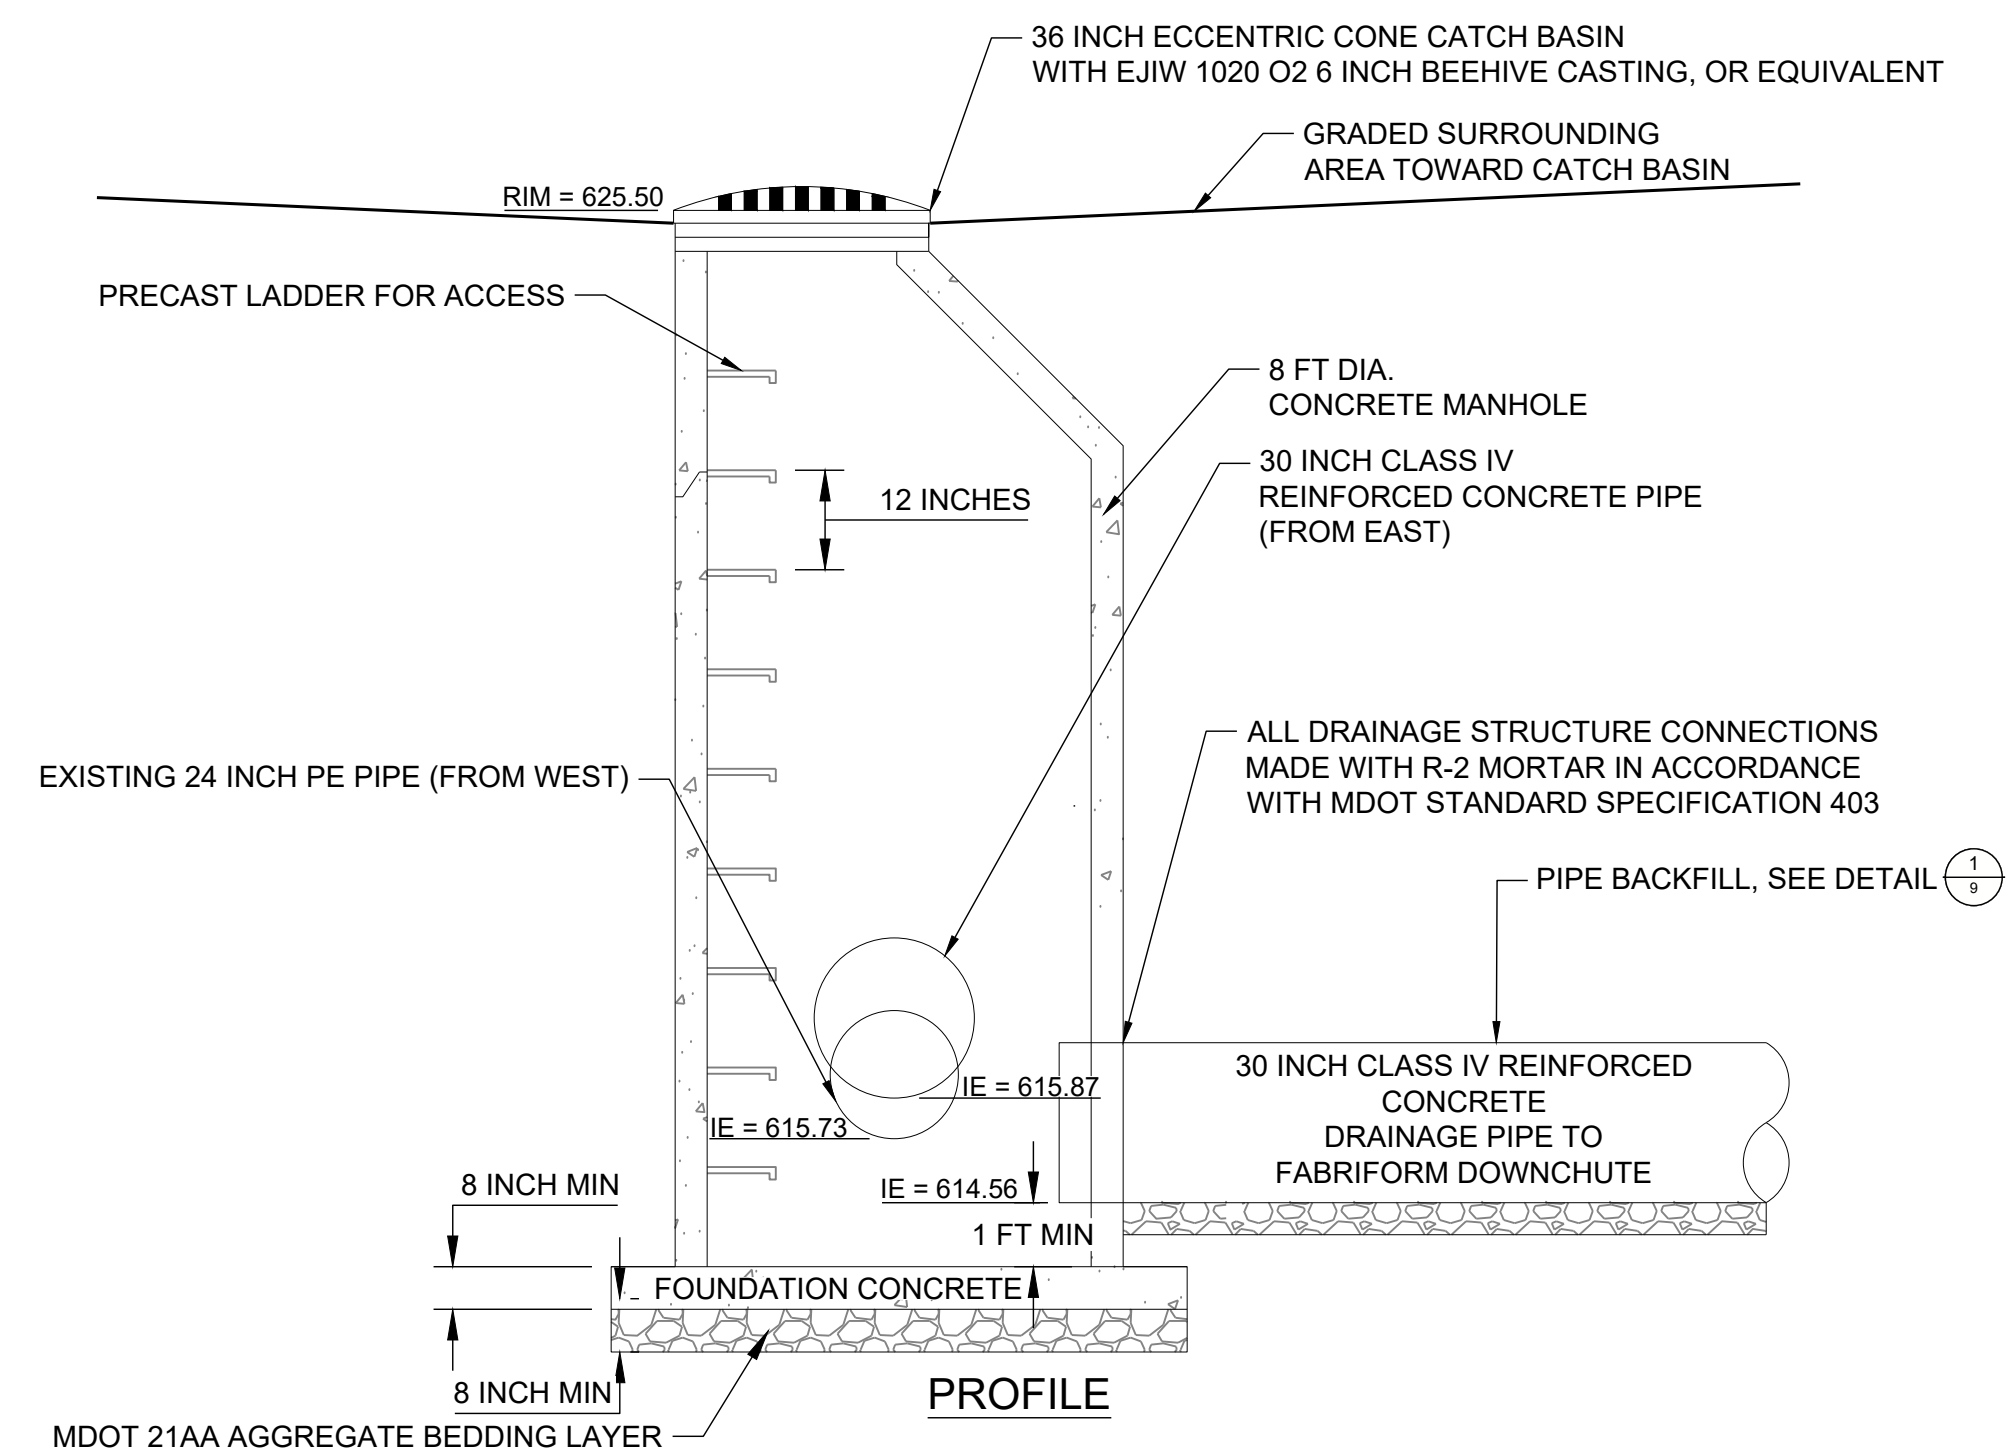 36 INCH ECCENTRIC CONE CATCH BASIN
WITH EJIW 1020 O2 6 INCH BEEHIVE CASTING, OR EQUIVALENT
GRADED SURROUNDING
AREA TOWARD CATCH BASIN
RIM = 625.50
PRECAST LADDER FOR ACCESS
8 FT DIA.
CONCRETE MANHOLE
30 INCH CLASS IV
REINFORCED CONCRETE PIPE
(FROM EAST)
12 INCHES
ALL DRAINAGE STRUCTURE CONNECTIONS
MADE WITH R-2 MORTAR IN ACCORDANCE
WITH MDOT STANDARD SPECIFICATION 403
EXISTING 24 INCH PE PIPE (FROM WEST)
PIPE BACKFILL, SEE DETAIL
1
9
30 INCH CLASS IV REINFORCED
CONCRETE
DRAINAGE PIPE TO
FABRIFORM DOWNCHUTE
IE = 615.87
IE = 615.73
IE = 614.56
8 INCH MIN
1 FT MIN
FOUNDATION CONCRETE
8 INCH MIN
PROFILE
MDOT 21AA AGGREGATE BEDDING LAYER